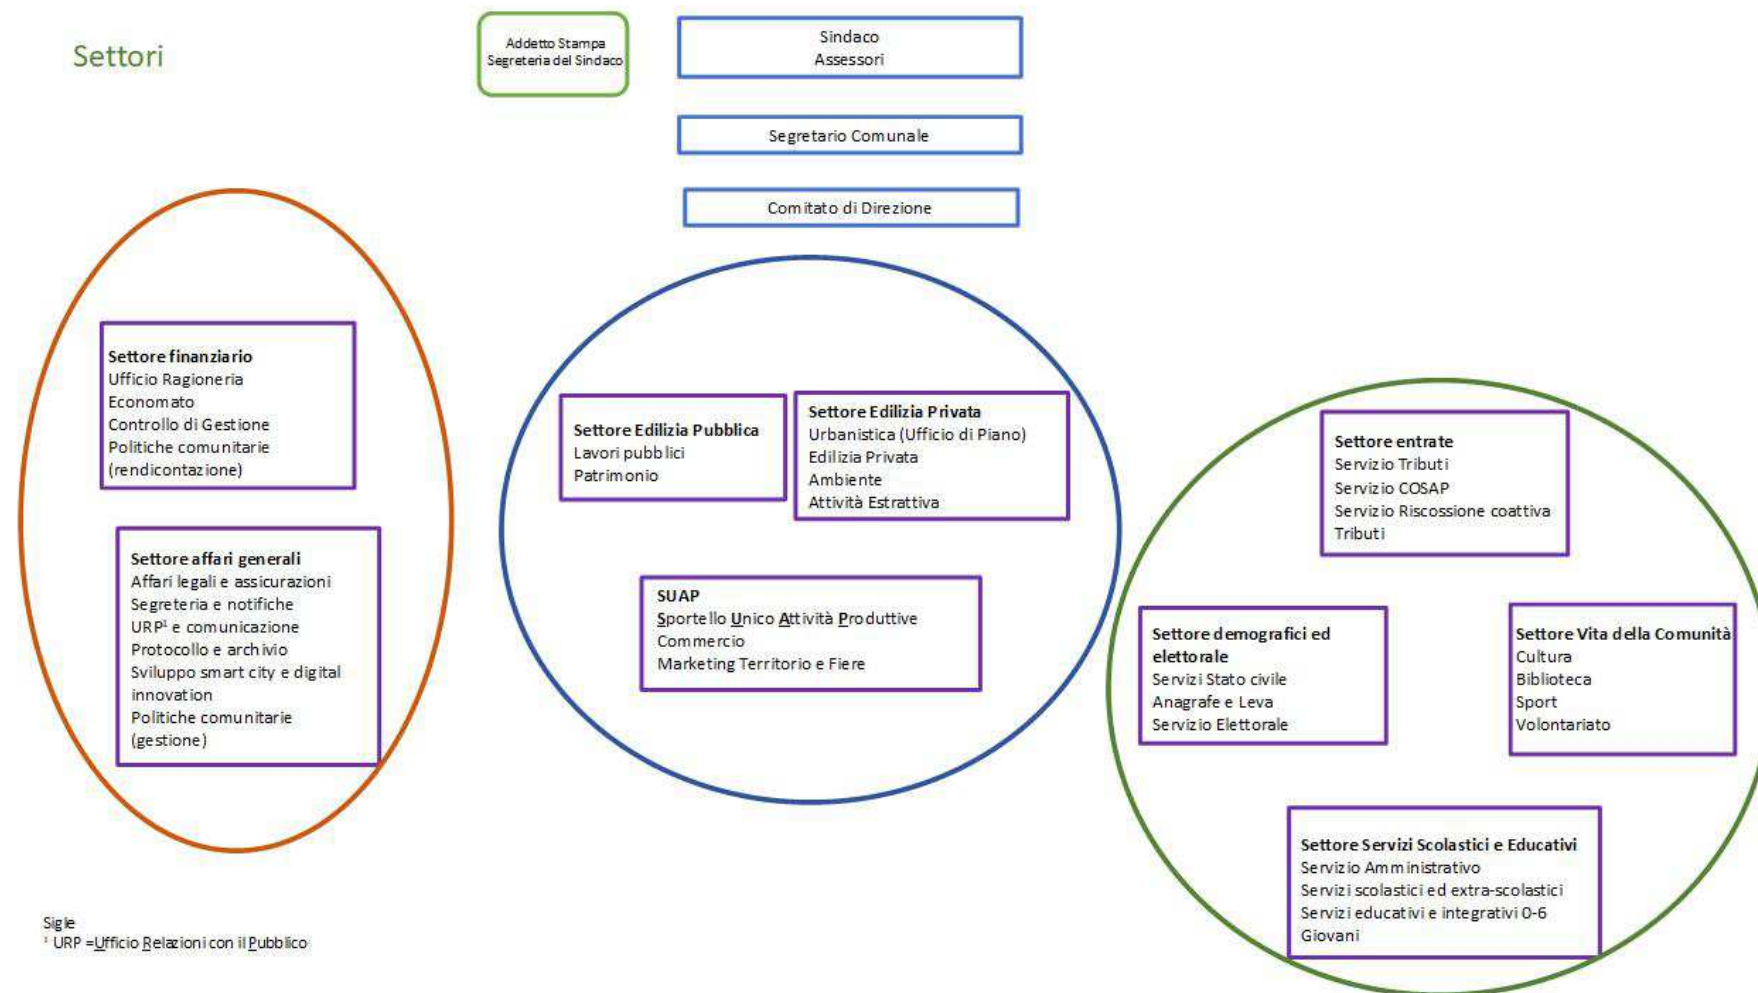 Settori
Addetto Stampa
Segreteria del Sindaco
Sindaco
Assessori
Segretario Comunale
Comitato di Direzione
Settore finanziario
Ufficio Ragioneria
Economato
Controllo di Gestione
Politiche comunitarie
(rendicontazione)
Settore affari generali
Affari legali e assicurazioni
Segreteria e notifiche
URP¹ e comunicazione
Protocollo e archivio
Sviluppo smart city e digital
innovation
Politiche comunitarie
(gestione)
Settore Edilizia Pubblica
Lavori pubblici
Patrimonio
Settore Edilizia Privata
Urbanistica (Ufficio di Piano)
Edilizia Privata
Ambiente
Attività Estrattiva
SUAP
Sportello Unico Attività Produttive
Commercio
Marketing Territorio e Fiere
Settore entrate
Servizio Tributi
Servizio COSAP
Servizio Riscossione coattiva
Tributi
Settore demografici ed
elettorale
Servizi Stato civile
Anagrafe e Leva
Servizio Elettorale
Settore Vita della Comunità
Cultura
Biblioteca
Sport
Volontariato
Settore Servizi Scolastici e Educativi
Servizio Amministrativo
Servizi scolastici ed extra-scolastici
Servizi educativi e integrativi 0-6
Giovani
Sigle
¹ URP =Ufficio Relazioni con il Pubblico